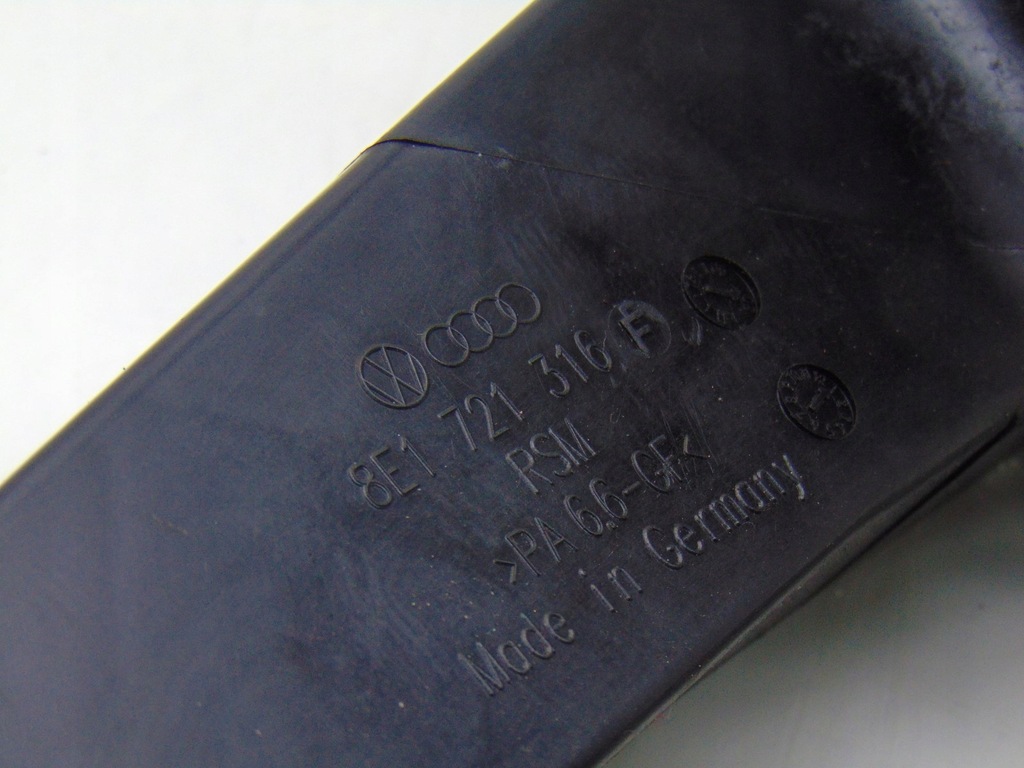 8E1 721 316 F
RSM
>PA 6.6-GF<
Made in Germany